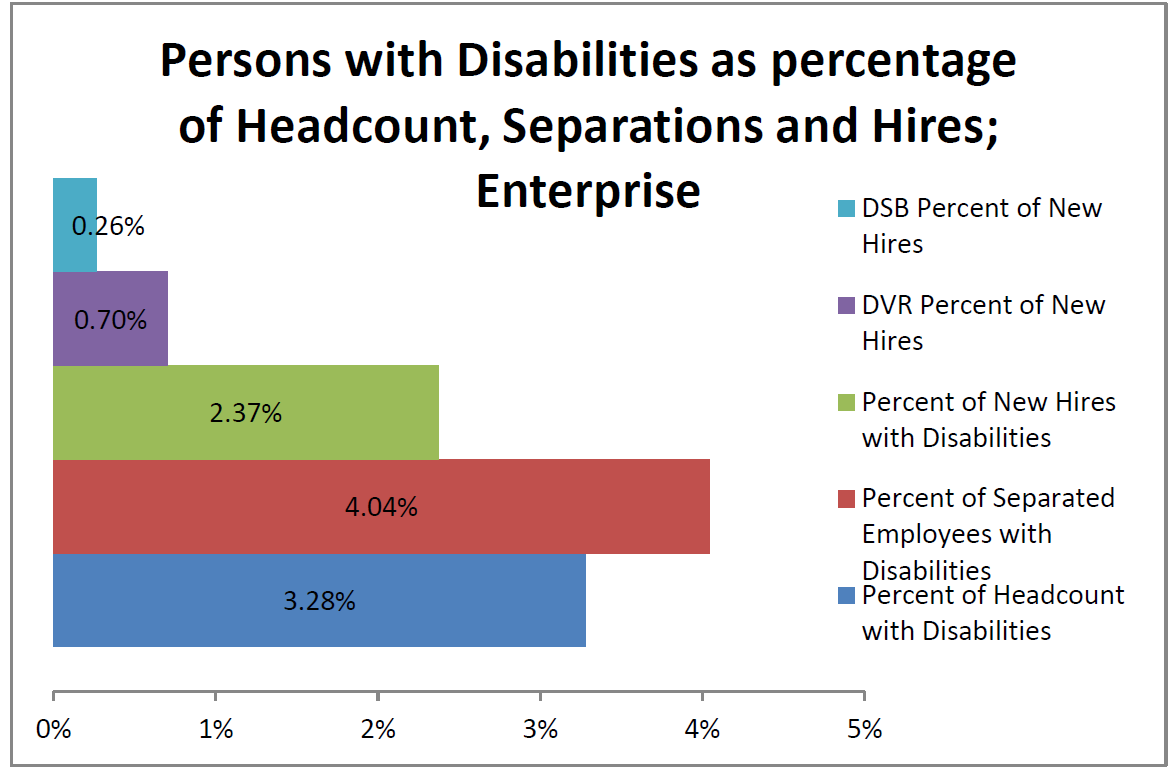 Persons with Disabilities as percentage
of Headcount, Separations and Hires;
Enterprise
0.26%
0.70%
2.37%
4.04%
3.28%
0%
1%
2%
3%
4%
5%
DSB Percent of New
Hires
DVR Percent of New
Hires
Percent of New Hires
with Disabilities
Percent of Separated
Employees with
Disabilities
Percent of Headcount
with Disabilities